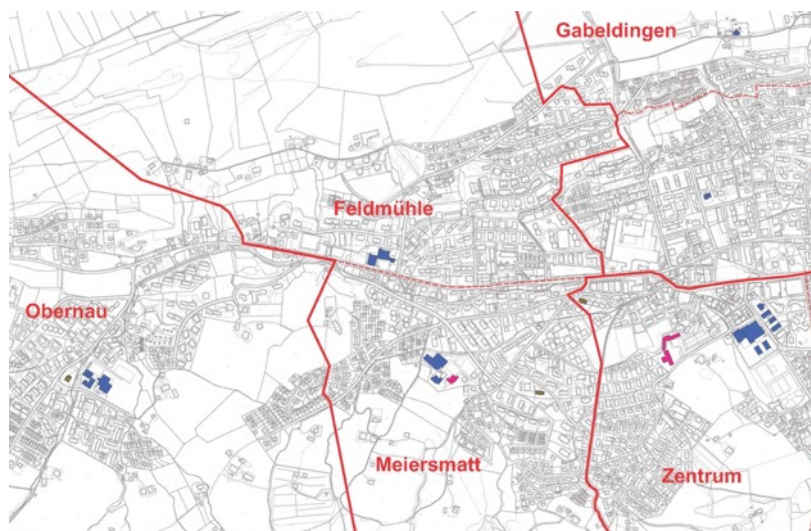 Gabeldingen
Feldmühle
Obernau
Meiersmatt
Zentrum